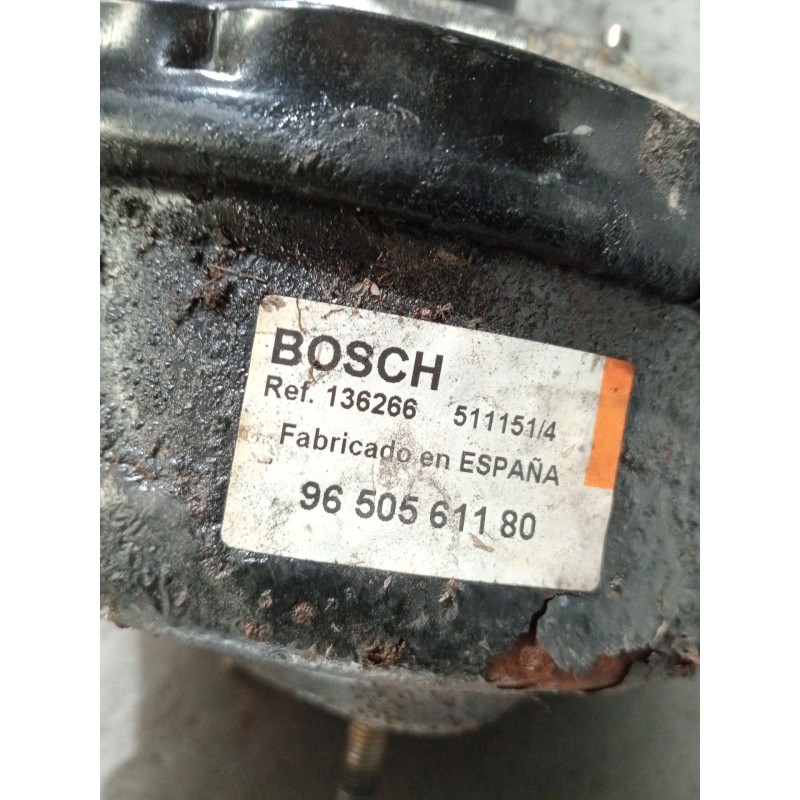 BOSCH
Ref. 136266 511151/4
Fabricado en ESPAÑA
96 505 611 80